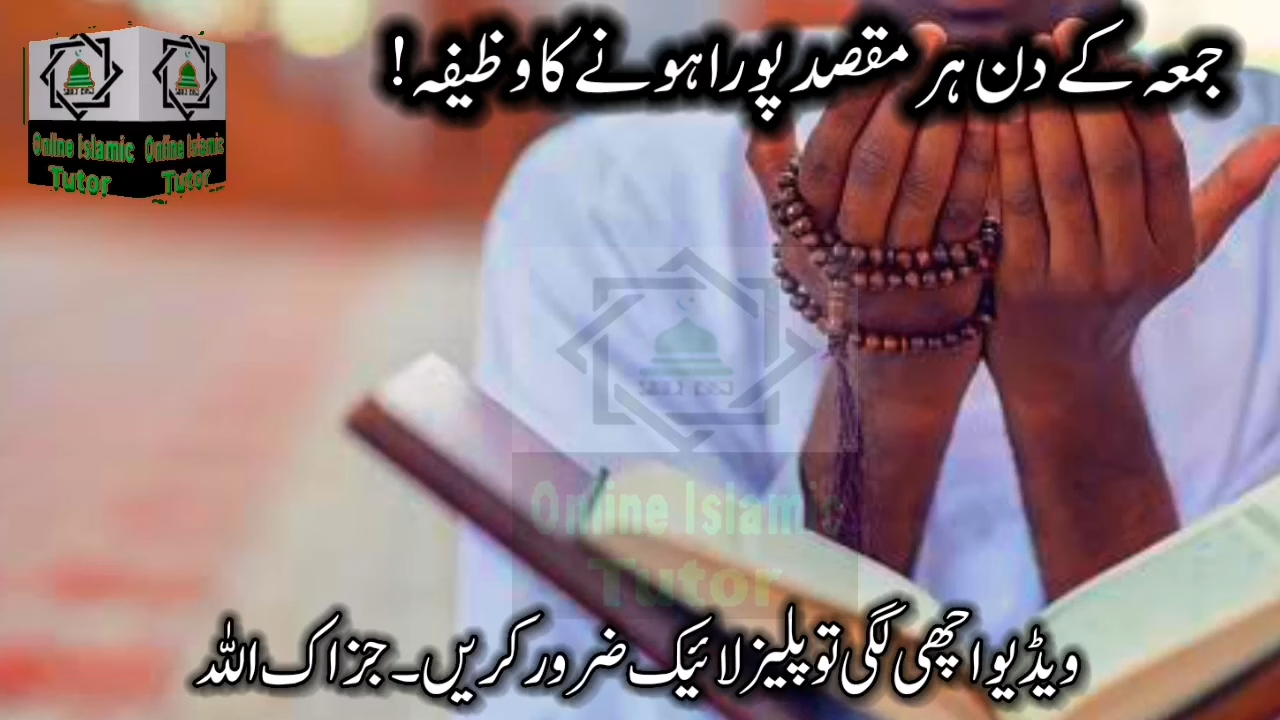 جمعہ کے دن ہر مقصد پورا ہونے کا وظیفہ!
Online Islamic
Tutor
Online Islamic
Tutor
Online Islamic
Tutor
ویڈیو اچھی لگی تو پلیز لائیک ضرور کریں۔ جزاک اللہ